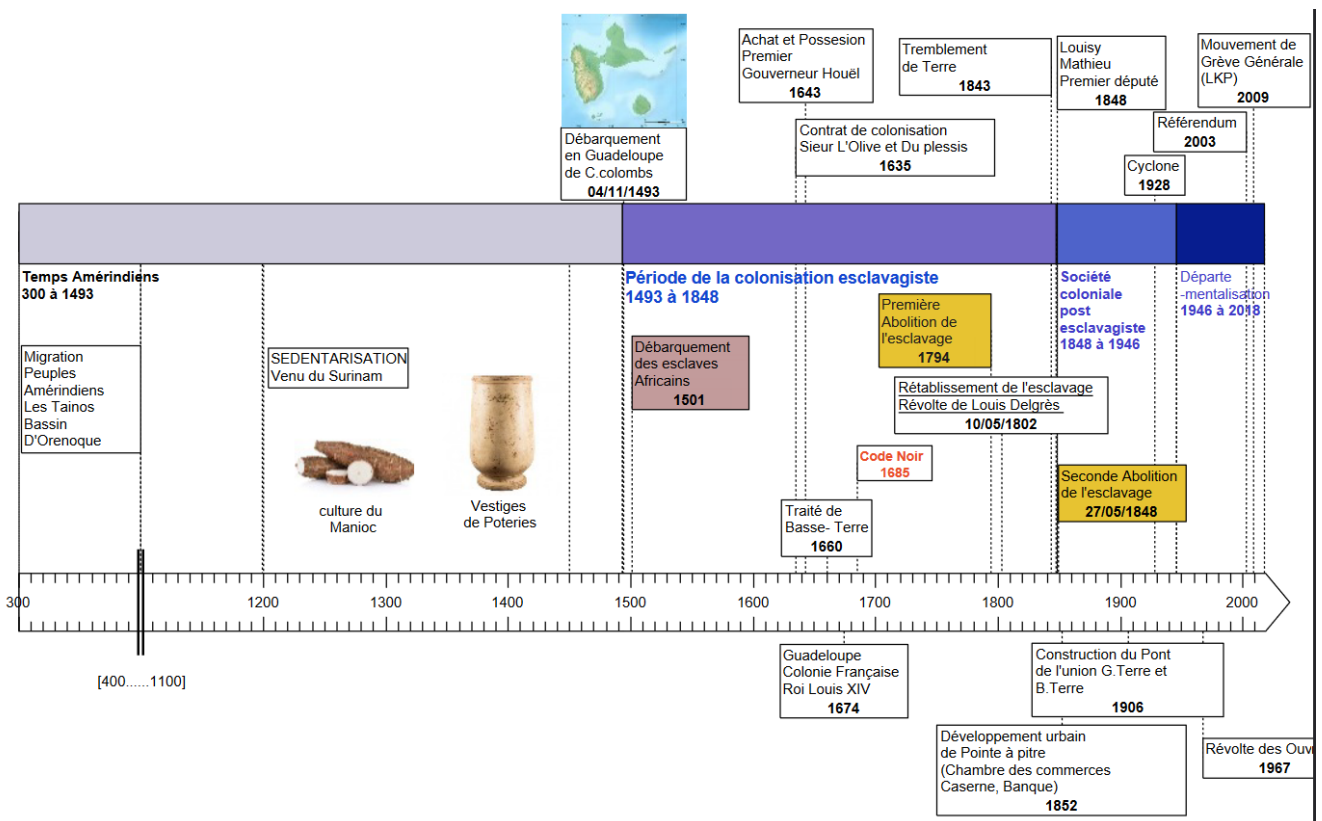 Achat et Possesion
Premier
Gouverneur Houël
1643
Tremblement
de Terre
1843
Louisy
Mathieu
Premier député
1848
Mouvement de
Grève Générale
(LKP)
2009
Débarquement
en Guadeloupe
de C.colombs
04/11/1493
Contrat de colonisation
Sieur L'Olive et Du plessis
1635
Référendum
2003
Cyclone
1928
Temps Amérindiens
300 à 1493
Période de la colonisation esclavagiste
1493 à 1848
Société
coloniale
post
esclavagiste
1848 à 1946
Départe
-mentalisation
1946 à 2018
Migration
Peuples
Amérindiens
Les Tainos
Bassin
D'Orenoque
SEDENTARISATION
Venu du Surinam
culture du
Manioc
Vestiges
de Poteries
Débarquement
des esclaves
Africains
1501
Première
Abolition de
l'esclavage
1794
Rétablissement de l'esclavage
Révolte de Louis Delgrès
10/05/1802
Code Noir
1685
Seconde Abolition
de l'esclavage
27/05/1848
Traité de
Basse- Terre
1660
300 1200 1300 1400 1500 1600 1700 1800 1900 2000
[400......1100]
Guadeloupe
Colonie Française
Roi Louis XIV
1674
Construction du Pont
de l'union G.Terre et
B.Terre
1906
Développement urbain
de Pointe à pitre
(Chambre des commerces
Caserne, Banque)
1852
Révolte des Ouv
1967